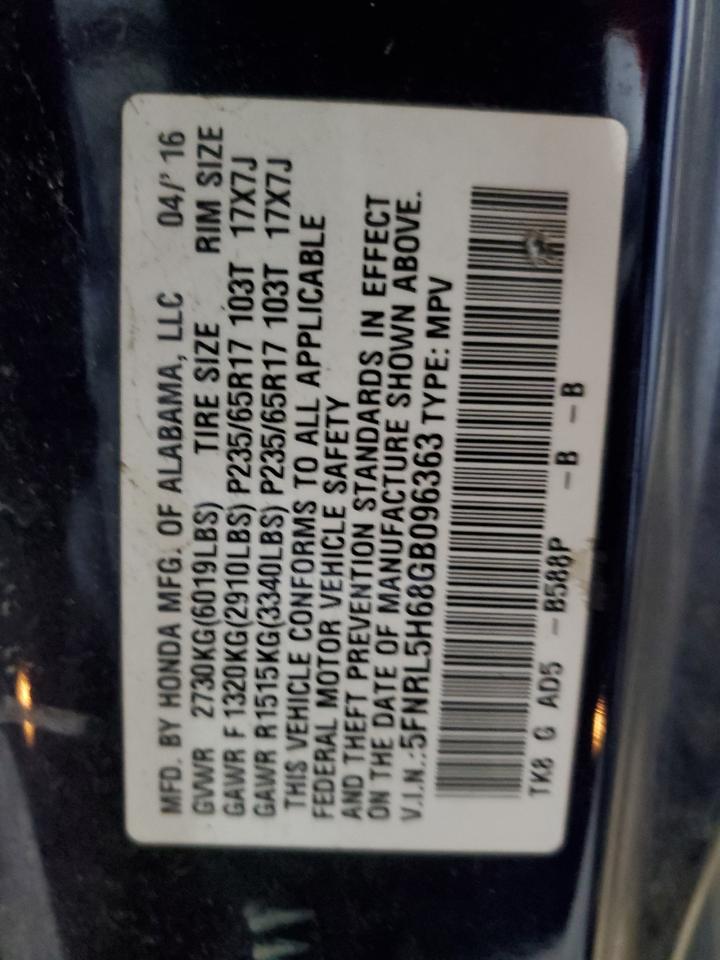 MFD. BY HONDA MFG. OF ALABAMA, LLC 04/' 16
GVWR 2730KG(6019LBS) TIRE SIZE RIM SIZE
GAWR F 1320KG(2910LBS) P235/65R17 103T 17X7J
GAWR R1515KG(3340LBS) P235/65R17 103T 17X7J
THIS VEHICLE CONFORMS TO ALL APPLICABLE
FEDERAL MOTOR VEHICLE SAFETY
AND THEFT PREVENTION STANDARDS IN EFFECT
ON THE DATE OF MANUFACTURE SHOWN ABOVE.
V.I.N.:5FNRL5H68GB096363 TYPE: MPV
TK8 G AD5 -B588P -B -B